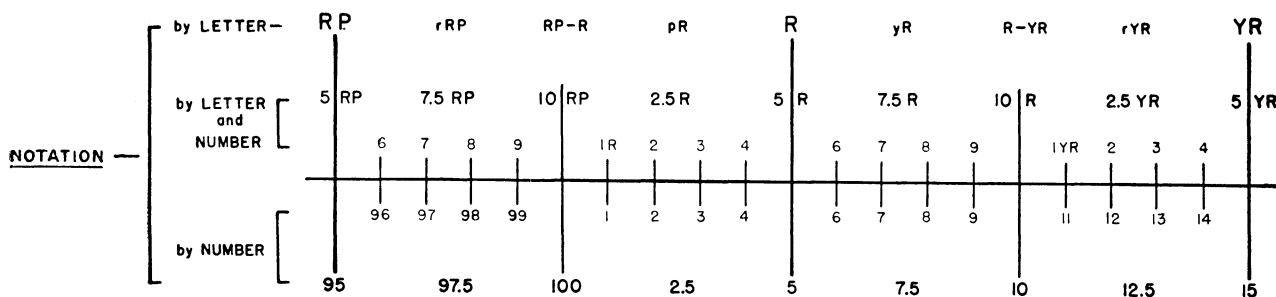 by LETTER— RP rRP RP-R pR R yR R-YR rYR YR
by LETTER and NUMBER 5 RP 7.5 RP 10 RP 2.5 R 5 R 7.5 R 10 R 2.5 YR 5 YR
6 7 8 9 1R 2 3 4 6 7 8 9 1YR 2 3 4
NOTATION
96 97 98 99 1 2 3 4 6 7 8 9 11 12 13 14
by NUMBER
95 97.5 100 2.5 5 7.5 10 12.5 15